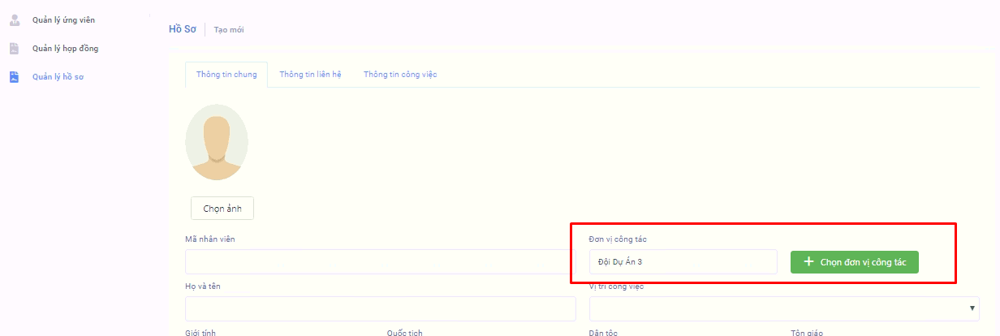 Quản lý ứng viên
Quản lý hợp đồng
Quản lý hồ sơ
Hồ Sơ
Tạo mới
Thông tin chung
Thông tin liên hệ
Thông tin công việc
Chọn ảnh
Mã nhân viên
Đơn vị công tác
Đội Dự Án 3
Chọn đơn vị công tác
Họ và tên
Vị trí công việc
Giới tính
Quốc tịch
Dân tộc
Tôn giáo